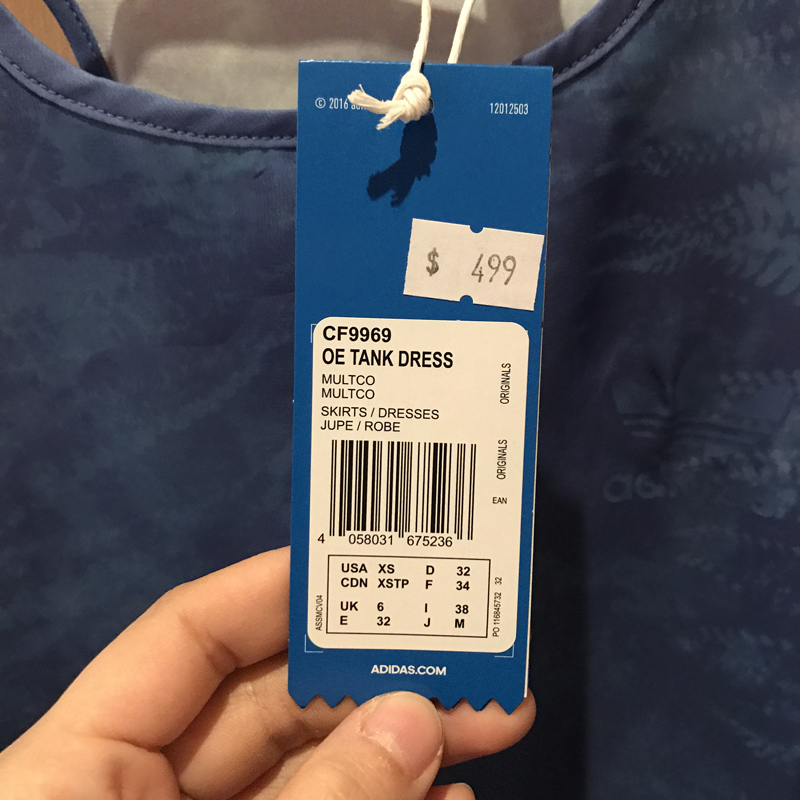 © 2016
12012503
$ 499
CF9969
OE TANK DRESS
MULTCO
MULTCO
SKIRTS / DRESSES
JUPE / ROBE
ORIGINALS
ORIGINALS
EAN
4 058031 675236
USA XS D 32
CDN XSTP F 34
UK 6 I 38
E 32 J M
ASSMCV04
PO 116845732 32
ADIDAS.COM